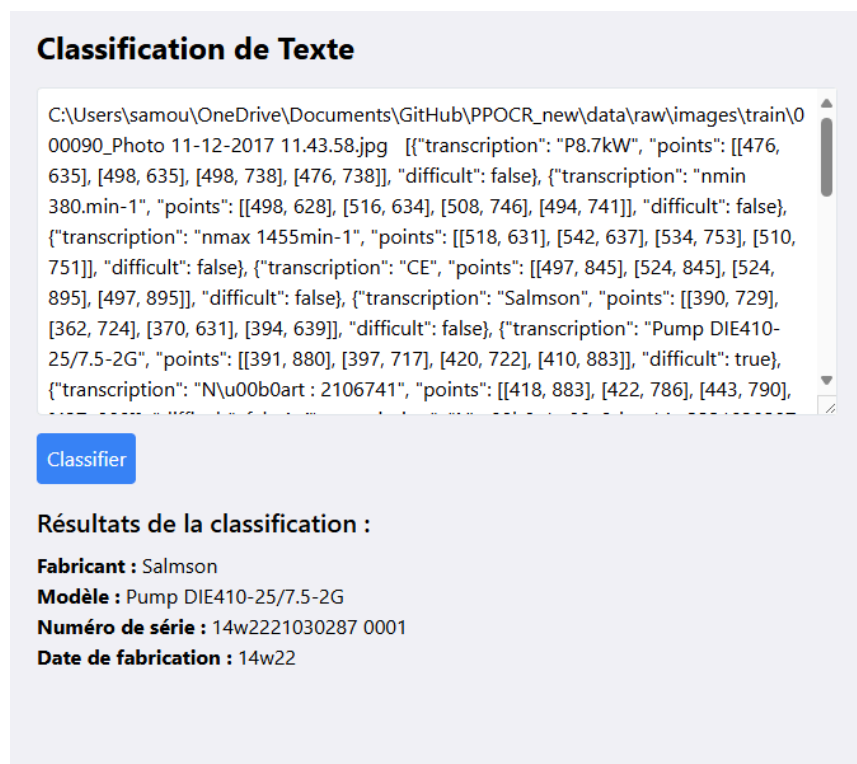 Classification de Texte
C:\Users\samou\OneDrive\Documents\GitHub\PPOCR_new\data\raw\images\train\0
00090_Photo 11-12-2017 11.43.58.jpg [{"transcription": "P8.7kW", "points": [[476,
635], [498, 635], [498, 738], [476, 738]], "difficult": false}, {"transcription": "nmin
380.min-1", "points": [[498, 628], [516, 634], [508, 746], [494, 741]], "difficult": false},
{"transcription": "nmax 1455min-1", "points": [[518, 631], [542, 637], [534, 753], [510,
751]], "difficult": false}, {"transcription": "CE", "points": [[497, 845], [524, 845], [524,
895], [497, 895]], "difficult": false}, {"transcription": "Salmson", "points": [[390, 729],
[362, 724], [370, 631], [394, 639]], "difficult": false}, {"transcription": "Pump DIE410-
25/7.5-2G", "points": [[391, 880], [397, 717], [420, 722], [410, 883]], "difficult": true},
{"transcription": "N\u00b0art : 2106741", "points": [[418, 883], [422, 786], [443, 790],
Classifier
Résultats de la classification :
Fabricant : Salmson
Modèle : Pump DIE410-25/7.5-2G
Numéro de série : 14w2221030287 0001
Date de fabrication : 14w22